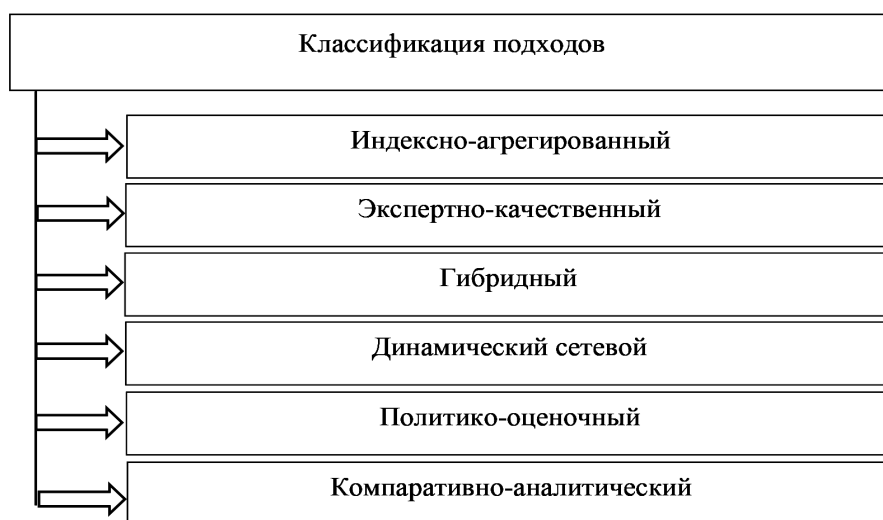 Классификация подходов
Индексно-агрегированный
Экспертно-качественный
Гибридный
Динамический сетевой
Политико-оценочный
Компаративно-аналитический